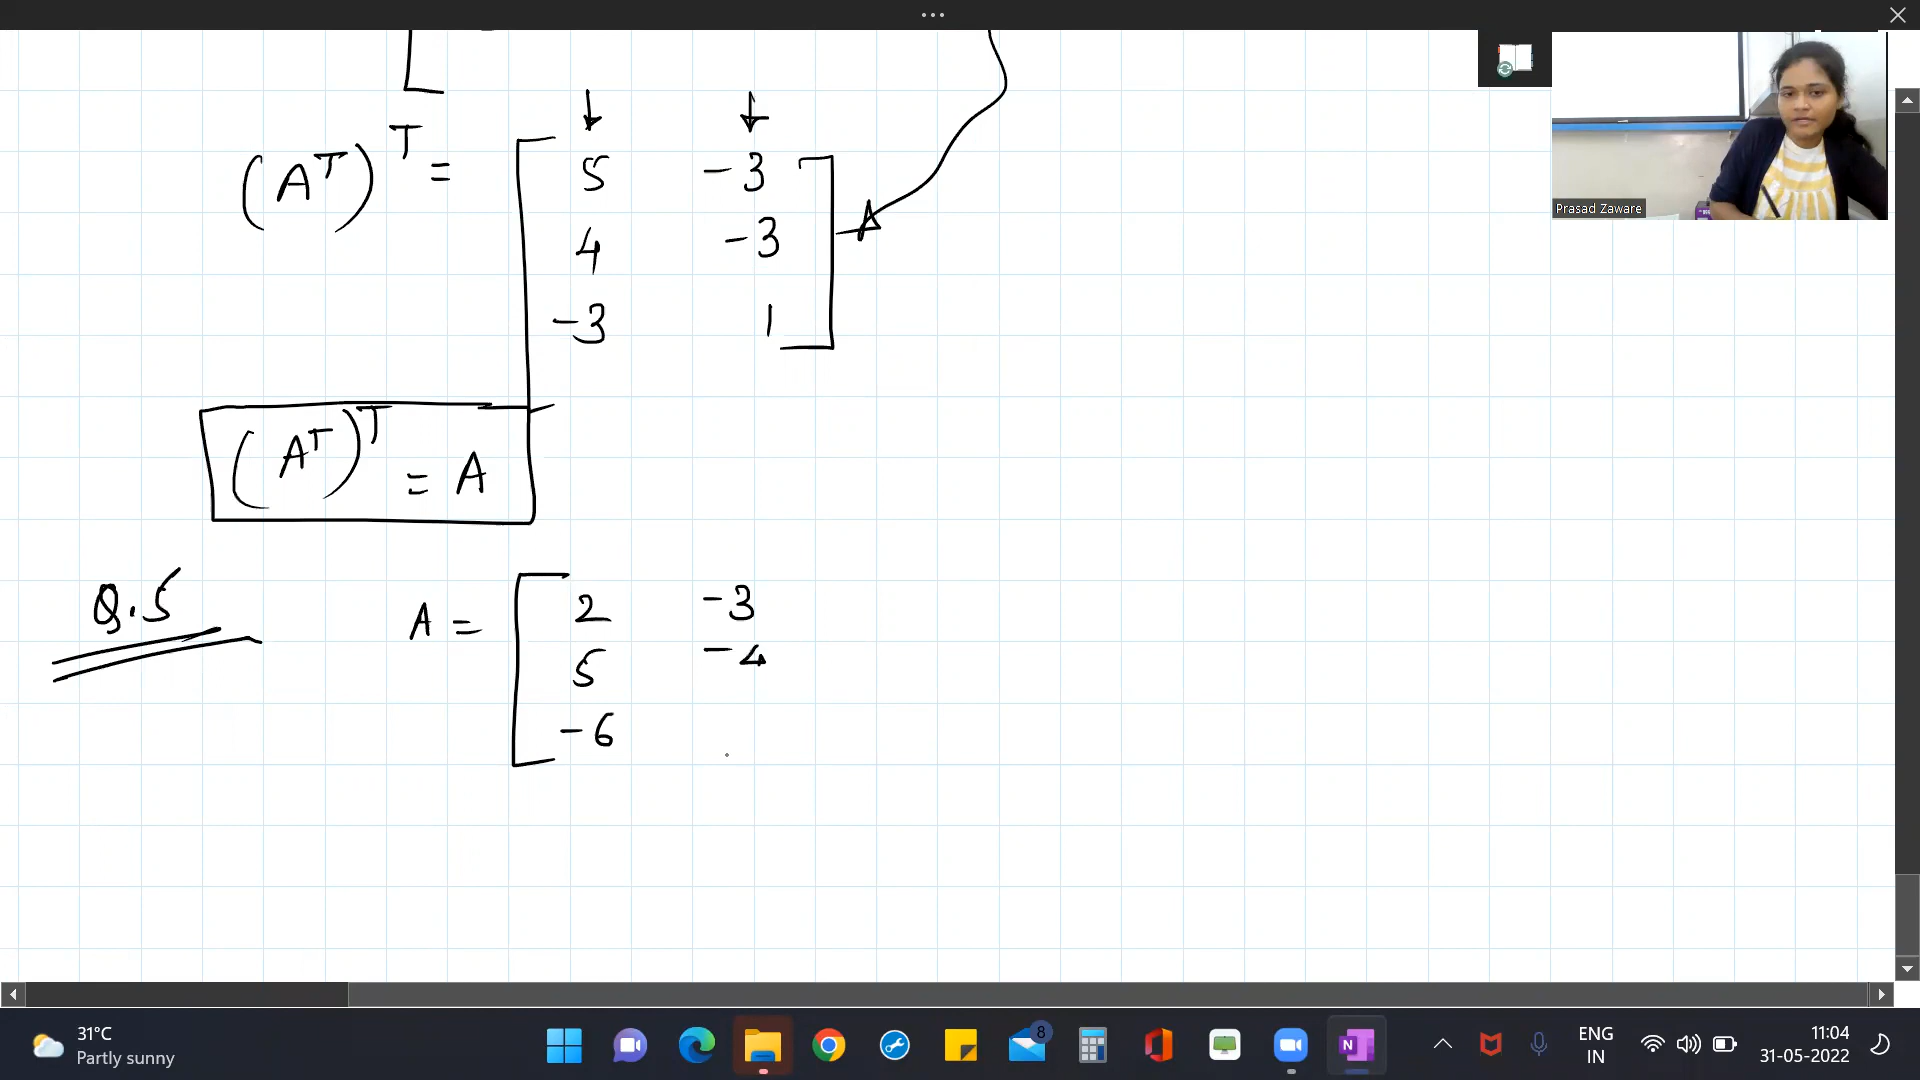 Prasad Zaware
(A^T)^T = [ 5 -3
4 -3
-3 1 ] A
(A^T)^T = A
Q.5 A = [ 2 -3
5 -4
-6
31°C
Partly sunny
8
N
ENG
IN
11:04
31-05-2022